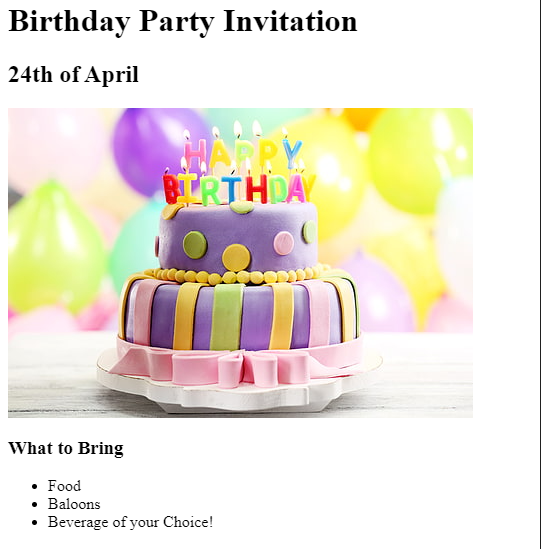 Birthday Party Invitation
24th of April
HAPPY
BIRTHDAY
What to Bring
Food
Baloons
Beverage of your Choice!